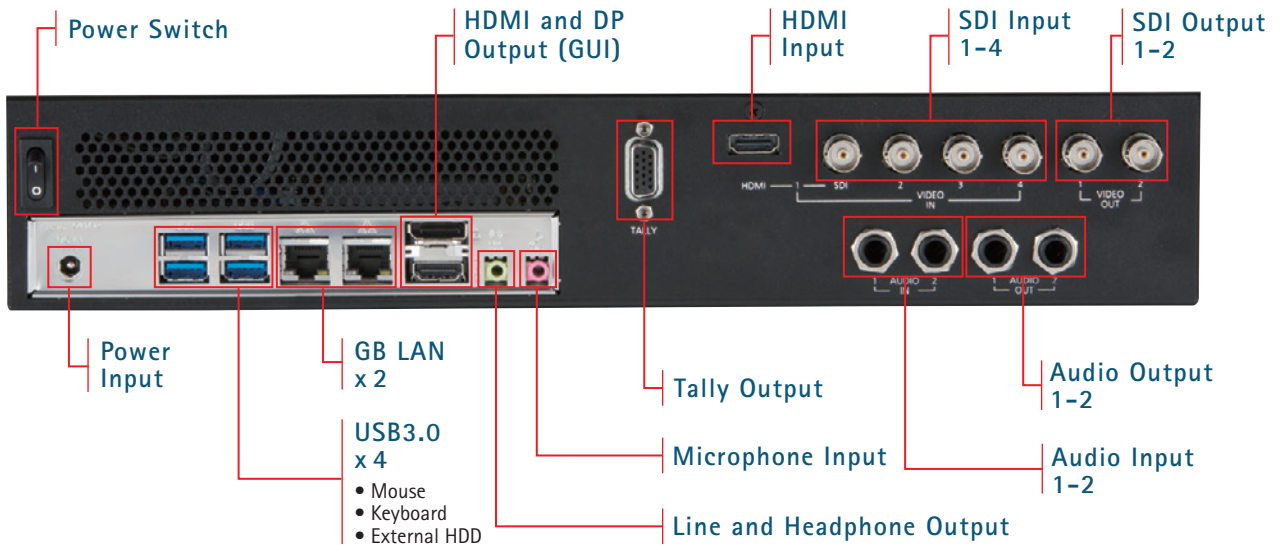 Power Switch
HDMI and DP
Output (GUI)
HDMI
Input
SDI Input
1-4
SDI Output
1-2
I
O
HDMI
1
SDI
2
3
4
VIDEO
IN
1
2
VIDEO
OUT
TALLY
1 AUDIO 2
IN
1 AUDIO 2
OUT
Power
Input
GB LAN
x 2
USB3.0
x 4
• Mouse
• Keyboard
• External HDD
Tally Output
Microphone Input
Line and Headphone Output
Audio Output
1-2
Audio Input
1-2